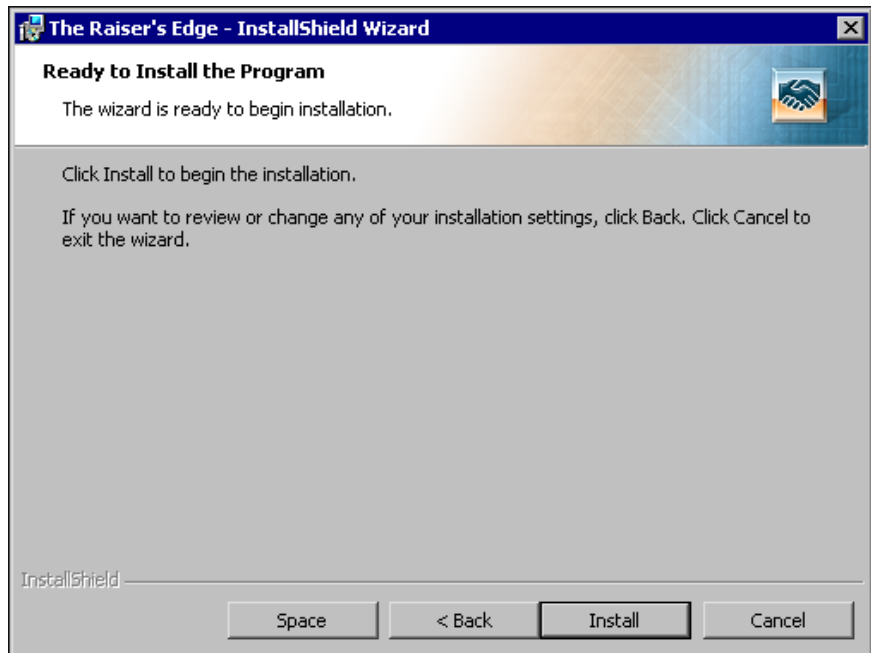 The Raiser's Edge - InstallShield Wizard
Ready to Install the Program
The wizard is ready to begin installation.
Click Install to begin the installation.
If you want to review or change any of your installation settings, click Back. Click Cancel to
exit the wizard.
InstallShield
Space
< Back
Install
Cancel